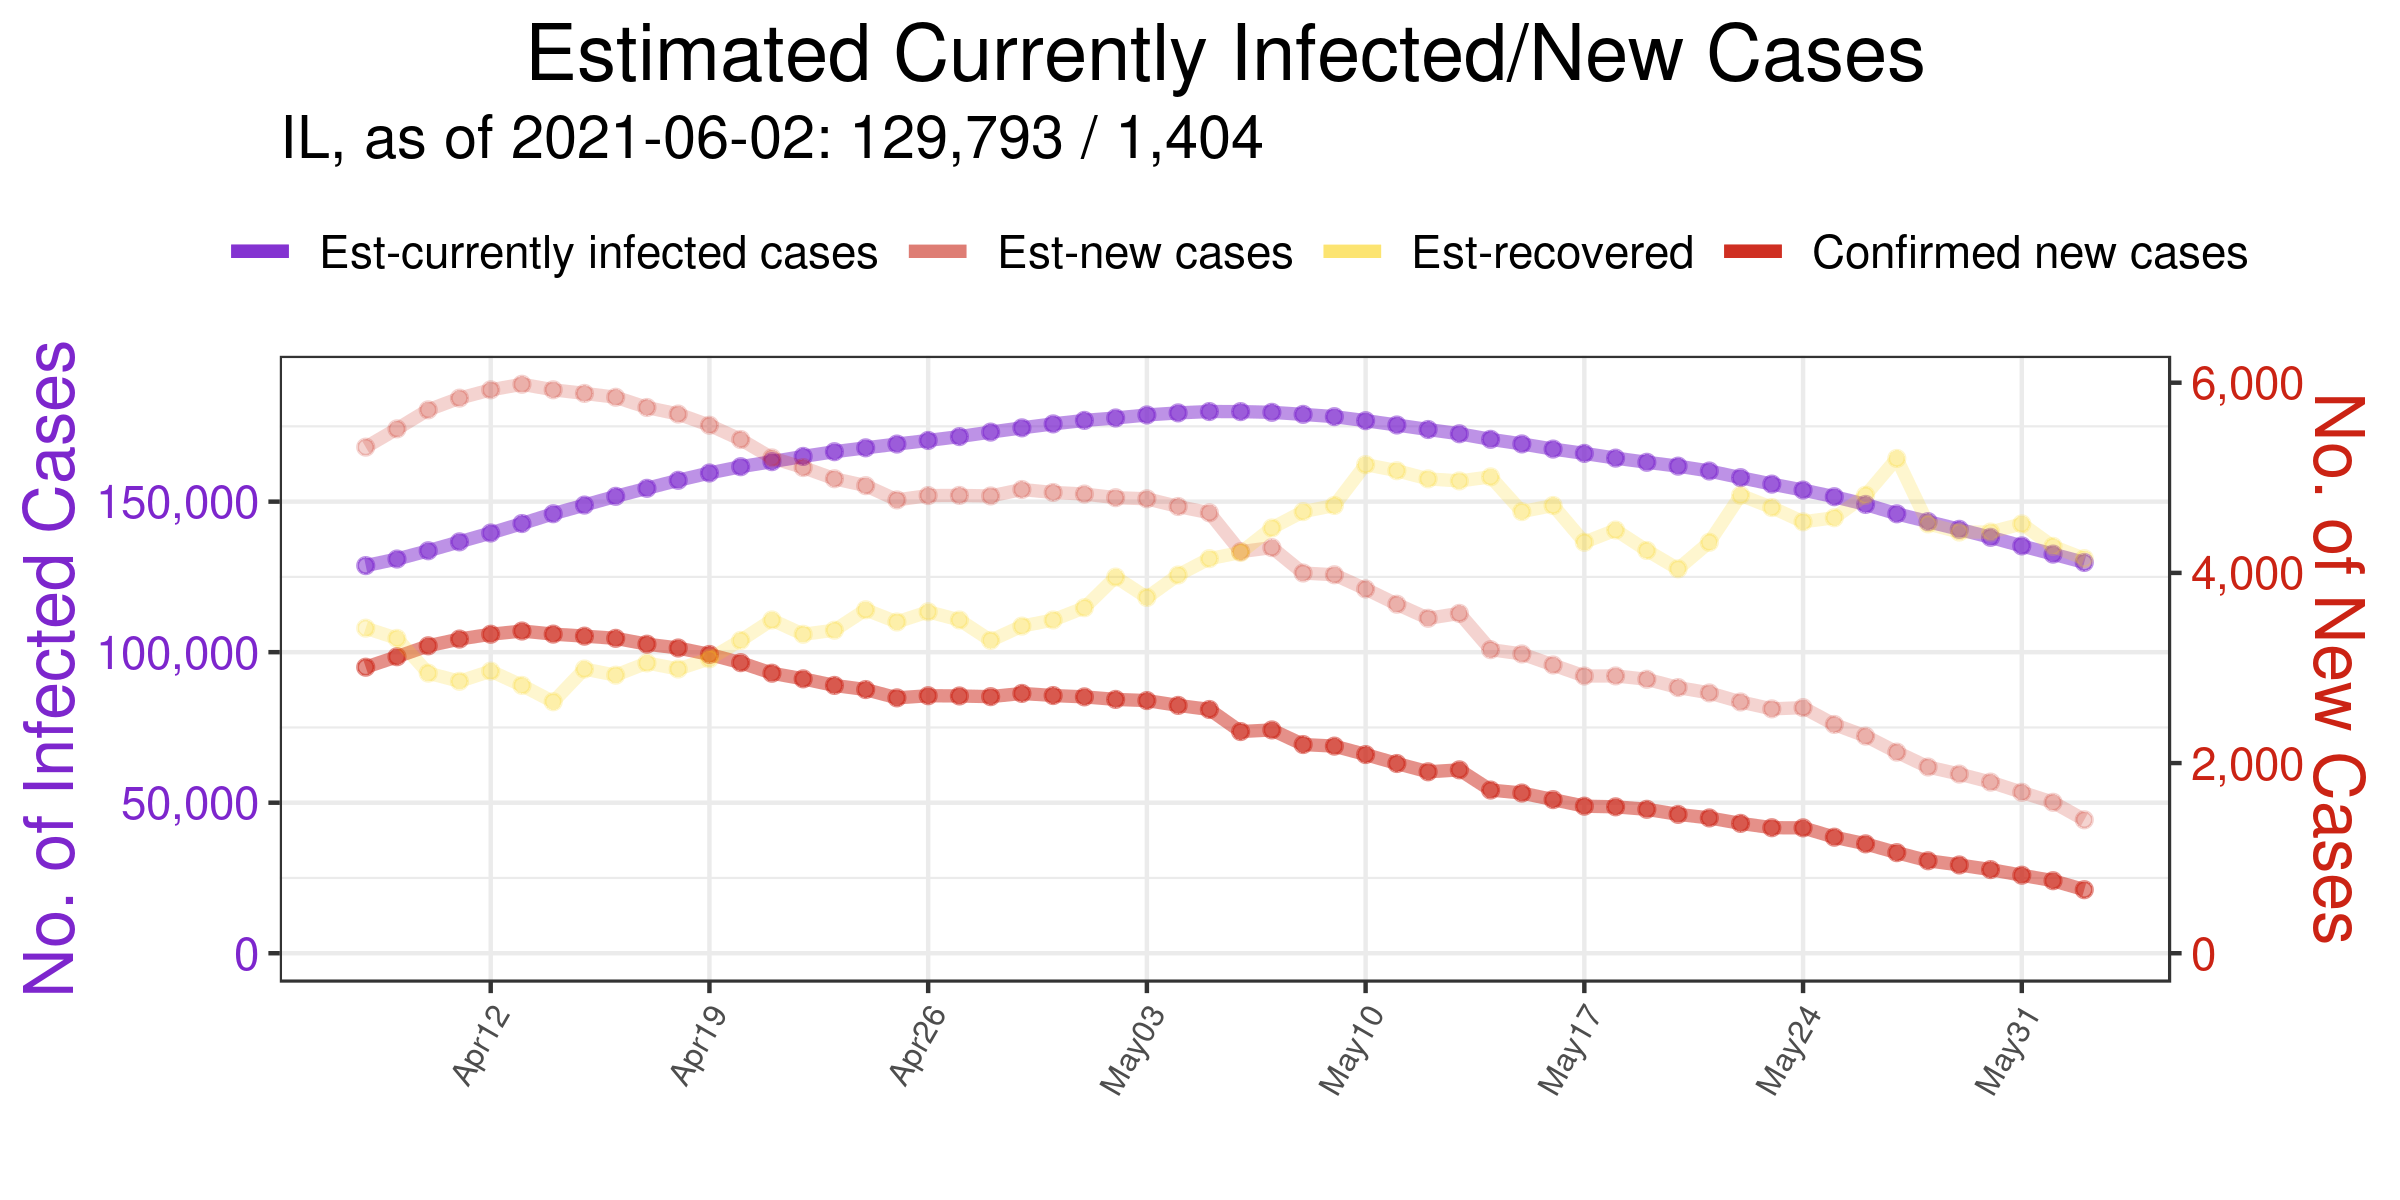 Estimated Currently Infected/New Cases
IL, as of 2021-06-02: 129,793 / 1,404
Est-currently infected cases Est-new cases Est-recovered Confirmed new cases
No. of Infected Cases
150,000
100,000
50,000
0
6,000
4,000
2,000
0
No. of New Cases
Apr12 Apr19 Apr26 May03 May10 May17 May24 May31